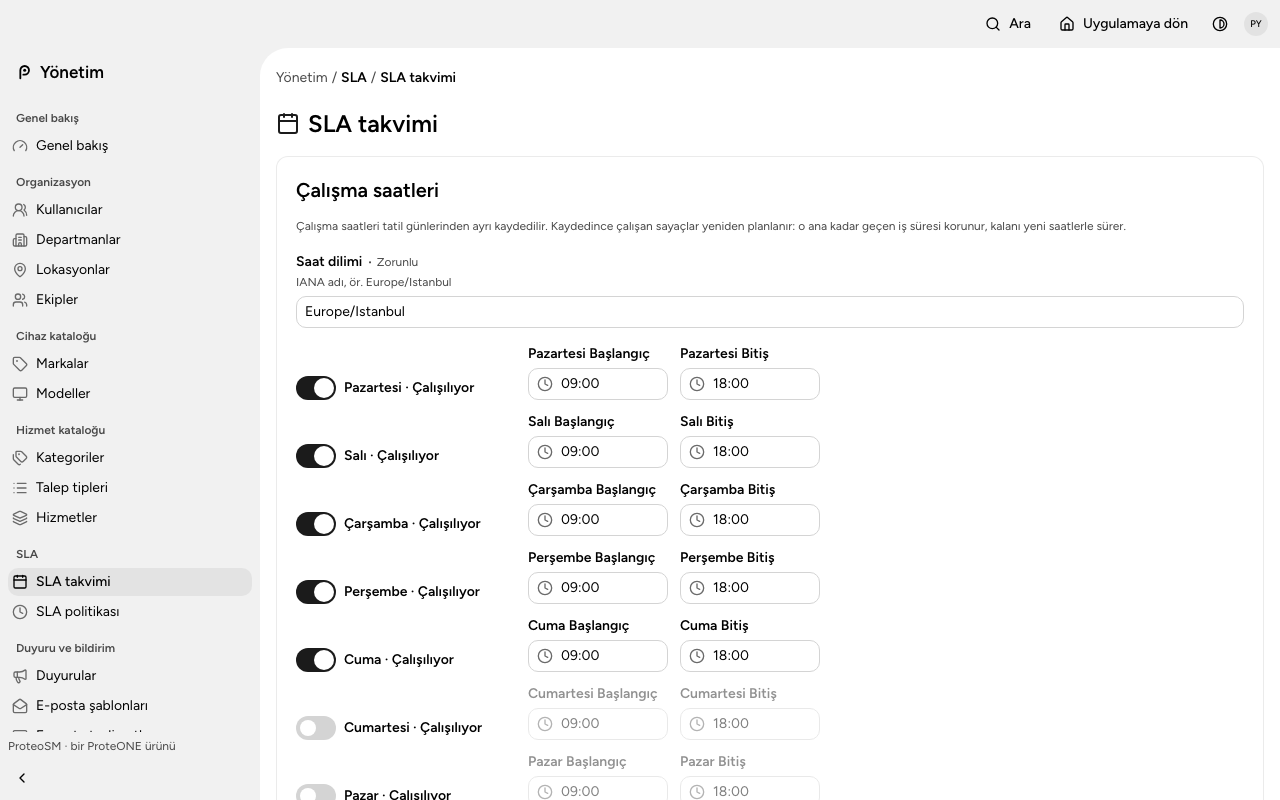 Ara
Uygulamaya dön
PY
Yönetim
Genel bakış
Genel bakış
Organizasyon
Kullanıcılar
Departmanlar
Lokasyonlar
Ekipler
Cihaz kataloğu
Markalar
Modeller
Hizmet kataloğu
Kategoriler
Talep tipleri
Hizmetler
SLA
SLA takvimi
SLA politikası
Duyuru ve bildirim
Duyurular
E-posta şablonları
ProteoSM · bir ProteONE ürünü
Yönetim / SLA / SLA takvimi
SLA takvimi
Çalışma saatleri
Çalışma saatleri tatil günlerinden ayrı kaydedilir. Kaydedince çalışan sayaçlar yeniden planlanır: o ana kadar geçen iş süresi korunur, kalanı yeni saatlerle sürer.
Saat dilimi · Zorunlu
IANA adı, ör. Europe/Istanbul
Europe/Istanbul
Pazartesi Başlangıç Pazartesi Bitiş
Pazartesi · Çalışılıyor 09:00 18:00
Salı Başlangıç Salı Bitiş
Salı · Çalışılıyor 09:00 18:00
Çarşamba Başlangıç Çarşamba Bitiş
Çarşamba · Çalışılıyor 09:00 18:00
Perşembe Başlangıç Perşembe Bitiş
Perşembe · Çalışılıyor 09:00 18:00
Cuma Başlangıç Cuma Bitiş
Cuma · Çalışılıyor 09:00 18:00
Cumartesi Başlangıç Cumartesi Bitiş
Cumartesi · Çalışılıyor 09:00 18:00
Pazar Başlangıç Pazar Bitiş
Pazar · Çalışılıyor 09:00 18:00